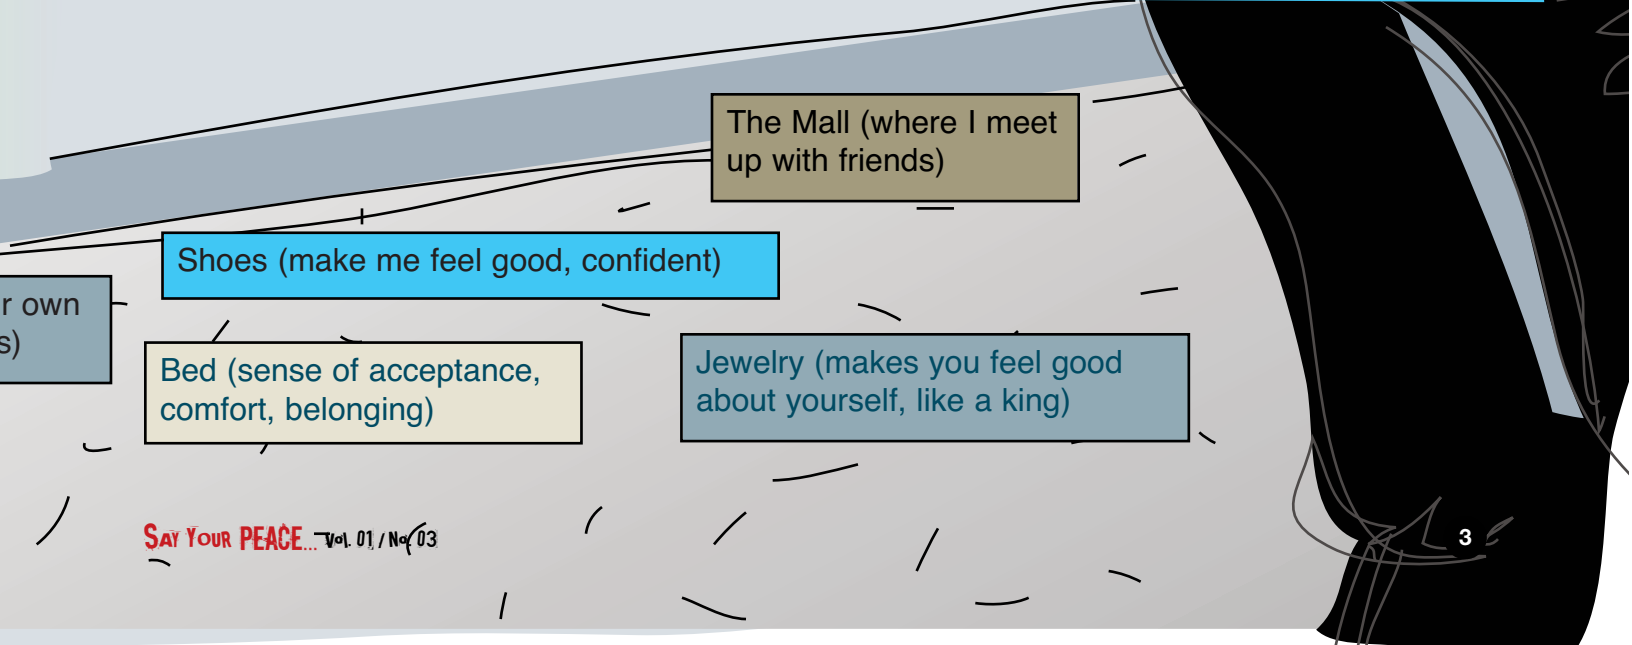 The Mall (where I meet
up with friends)
Shoes (make me feel good, confident)
r own
s)
Bed (sense of acceptance,
comfort, belonging)
Jewelry (makes you feel good
about yourself, like a king)
Say Your PEACE... Vol. 01 / No. 03
3